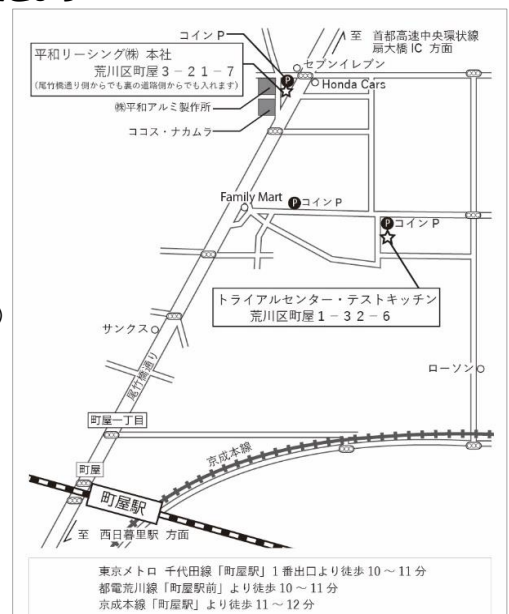 コイン P
至 首都高速中央環状線
扇大橋 IC 方面
平和リーシング㈱ 本社
荒川区町屋３－２１－７
（尾竹橋通り側からでも裏の道路側からでも入れます）
セブンイレブン
P
Honda Cars
㈱平和アルミ製作所
ココス・ナカムラ
Family Mart
P コイン P
P コイン P
トライアルセンター・テストキッチン
荒川区町屋１－３２－６
サンクス
尾竹橋通り
ローソン
町屋一丁目
京成本線
町屋
町屋駅
至 西日暮里駅 方面
東京メトロ 千代田線「町屋駅」1 番出口より徒歩 10 ～ 11 分
都電荒川線「町屋駅前」より徒歩 10 ～ 11 分
京成本線「町屋駅」より徒歩 11 ～ 12 分